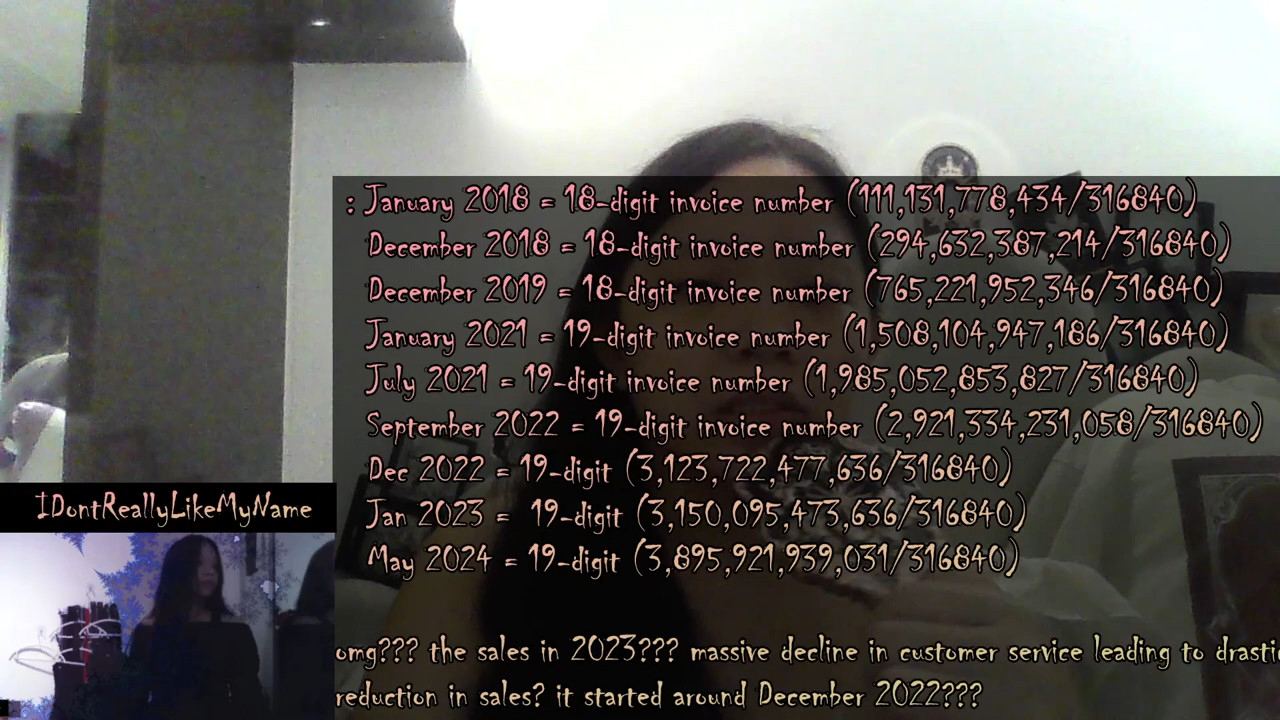 : January 2018 = 18-digit invoice number (111,131,778,434/316840)
December 2018 = 18-digit invoice number (294,632,387,214/316840)
December 2019 = 18-digit invoice number (765,221,952,346/316840)
January 2021 = 19-digit invoice number (1,508,104,947,186/316840)
July 2021 = 19-digit invoice number (1,985,052,853,827/316840)
September 2022 = 19-digit invoice number (2,921,334,231,058/316840)
Dec 2022 = 19-digit (3,123,722,477,636/316840)
Jan 2023 = 19-digit (3,150,095,473,636/316840)
May 2024 = 19-digit (3,895,921,939,031/316840)
IDontReallyLikeMyName
omg??? the sales in 2023??? massive decline in customer service leading to drastic
reduction in sales? it started around December 2022???